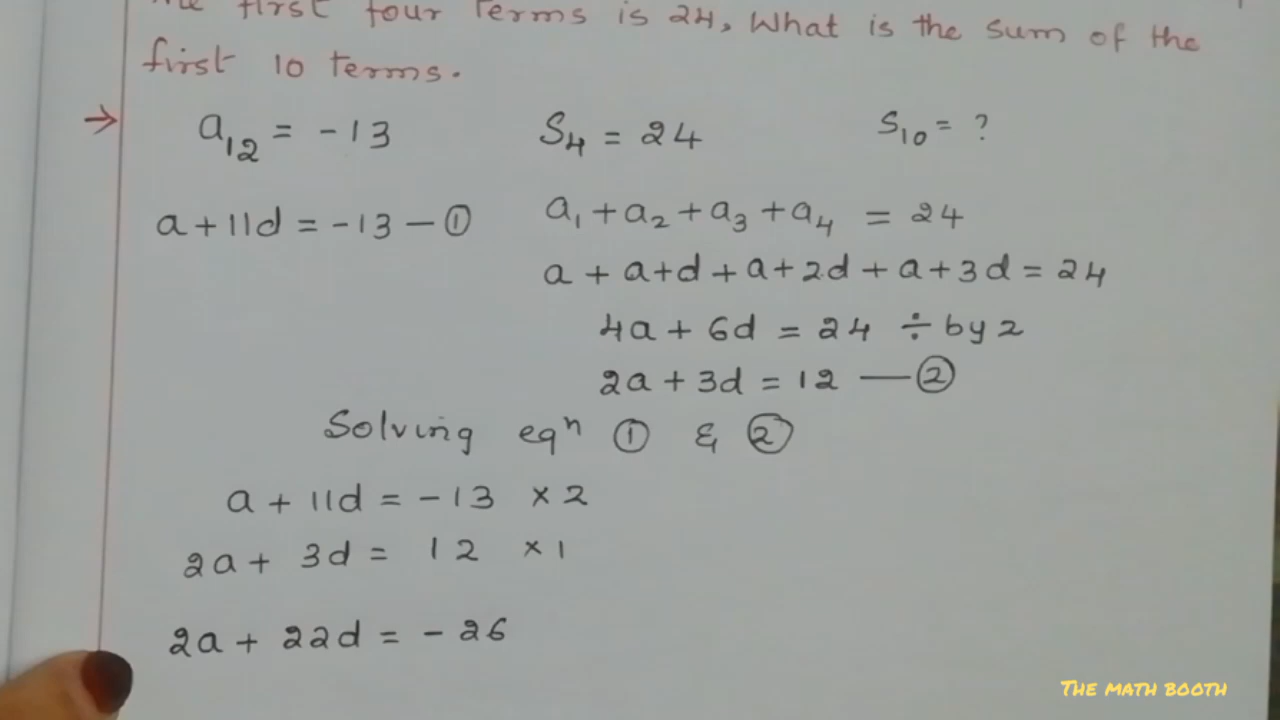 first four terms is 24, What is the sum of the
first 10 terms.
→ a₁₂ = -13 S₄ = 24 S₁₀ = ?
a + 11d = -13 — ① a₁ + a₂ + a₃ + a₄ = 24
a + a+d + a+2d + a+3d = 24
4a + 6d = 24 ÷ by 2
2a + 3d = 12 — ②
Solving eqⁿ ① & ②
a + 11d = -13 × 2
2a + 3d = 12 × 1
2a + 22d = - 26
THE MATH BOOTH